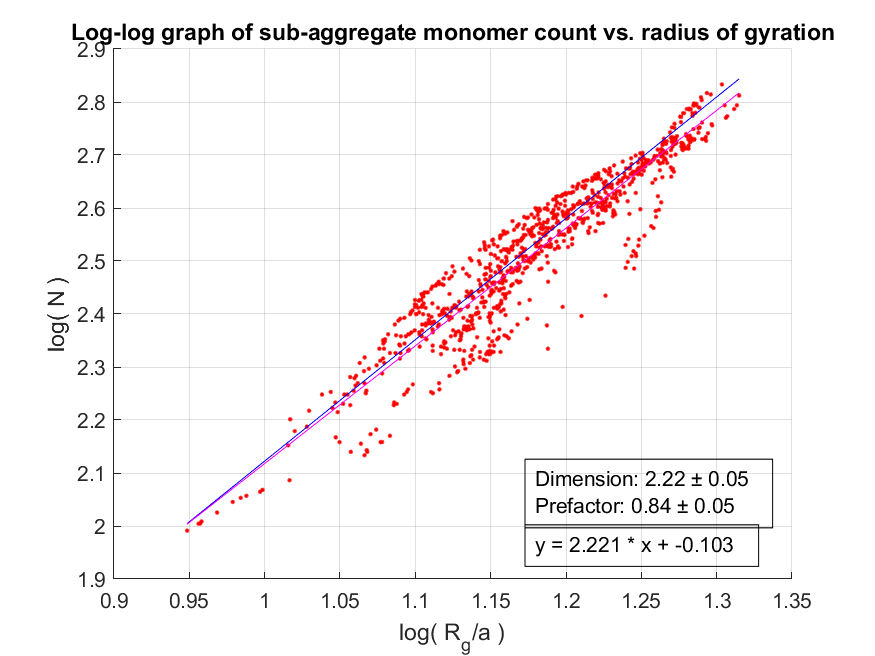 Log-log graph of sub-aggregate monomer count vs. radius of gyration
2.9
2.8
2.7
2.6
2.5
2.4
2.3
2.2
2.1
2
1.9
log( N )
Dimension: 2.22 ± 0.05
Prefactor: 0.84 ± 0.05
y = 2.221 * x + -0.103
0.9 0.95 1 1.05 1.1 1.15 1.2 1.25 1.3 1.35
log( Rg/a )